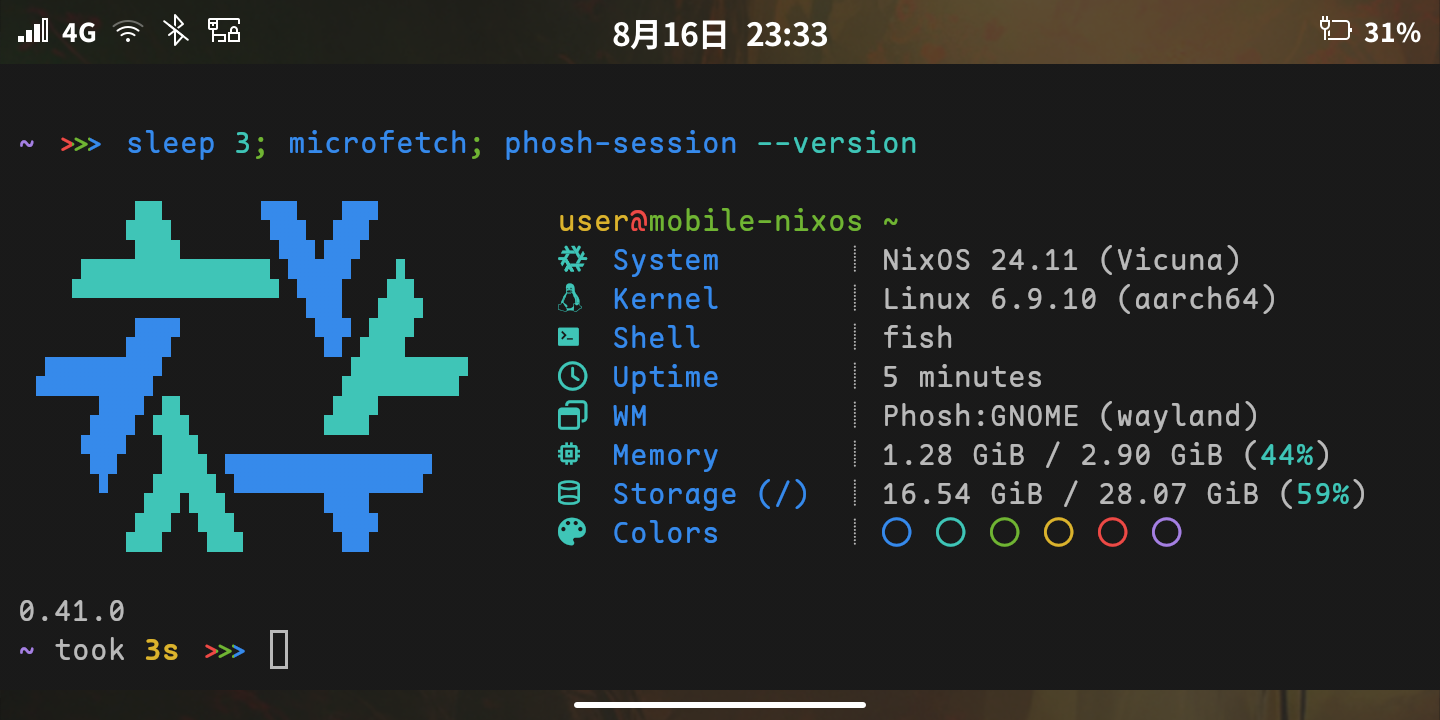 4G 8月16日 23:33 31%
~ >>> sleep 3; microfetch; phosh-session --version
user@mobile-nixos ~
System NixOS 24.11 (Vicuna)
Kernel Linux 6.9.10 (aarch64)
Shell fish
Uptime 5 minutes
WM Phosh:GNOME (wayland)
Memory 1.28 GiB / 2.90 GiB (44%)
Storage (/) 16.54 GiB / 28.07 GiB (59%)
Colors
0.41.0
~ took 3s >>>